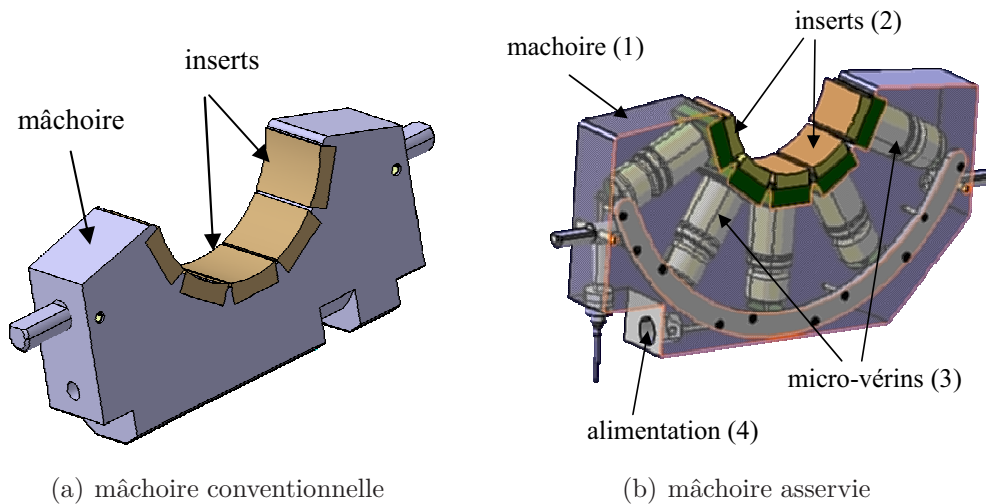 inserts
mâchoire
inserts (2)
machoire (1)
micro-vérins (3)
alimentation (4)
(a) mâchoire conventionnelle
(b) mâchoire asservie